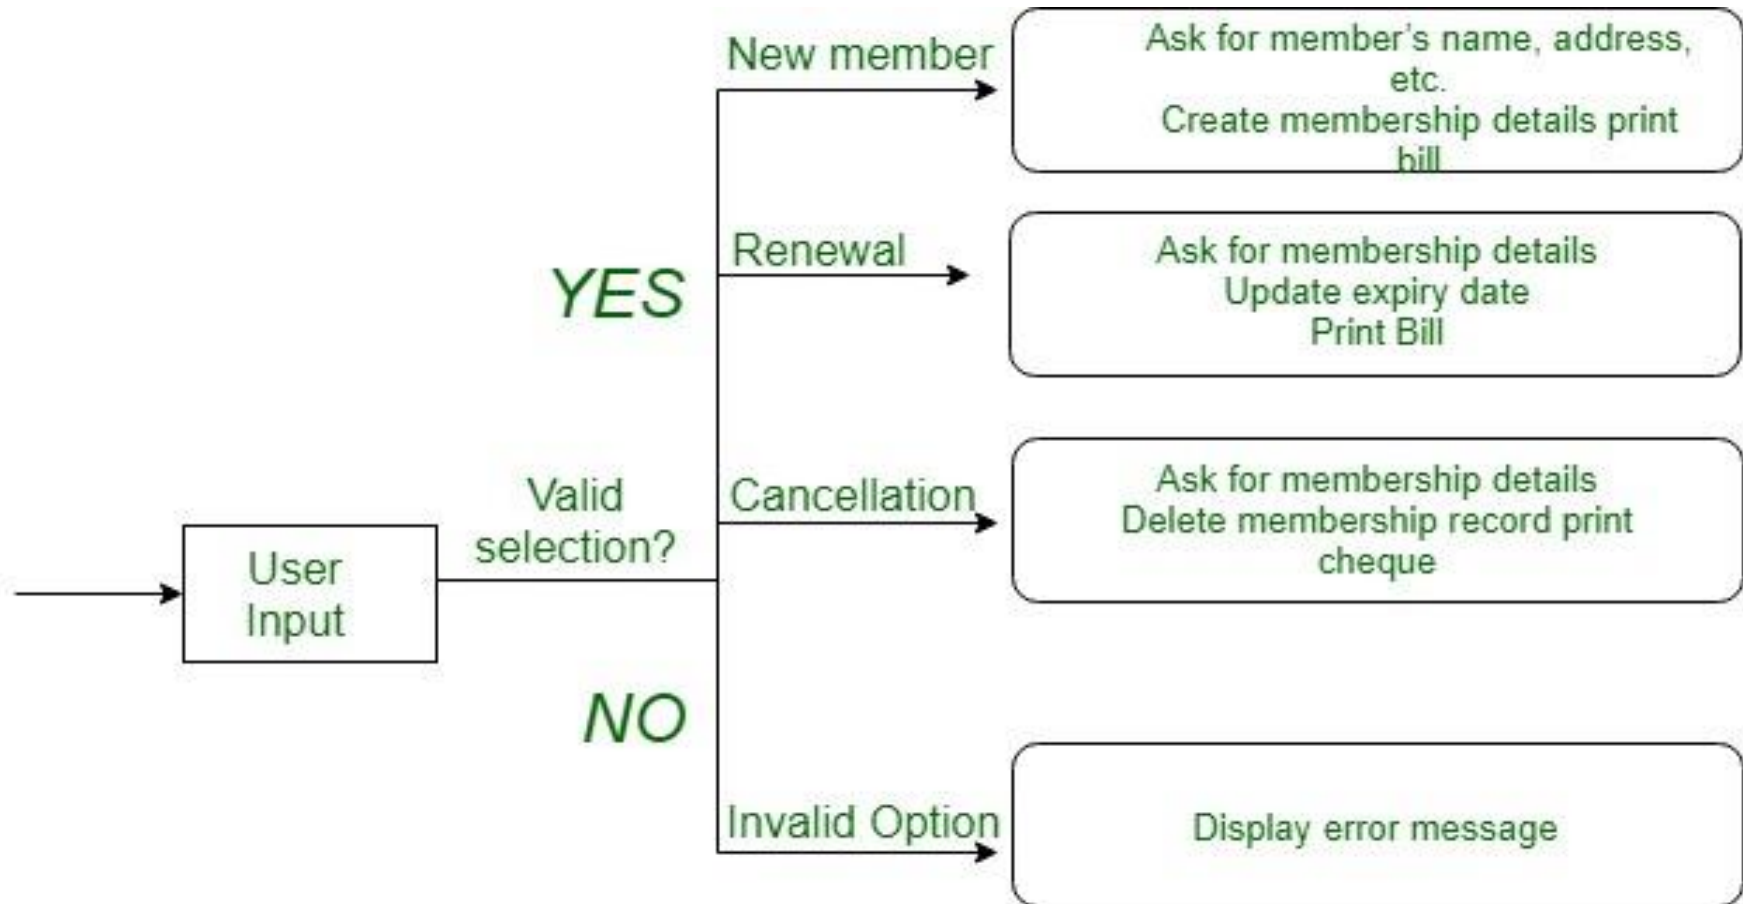 New member
Ask for member's name, address,
etc.
Create membership details print
bill
Renewal
YES
Ask for membership details
Update expiry date
Print Bill
Valid
selection?
Cancellation
Ask for membership details
Delete membership record print
cheque
User
Input
NO
Invalid Option
Display error message